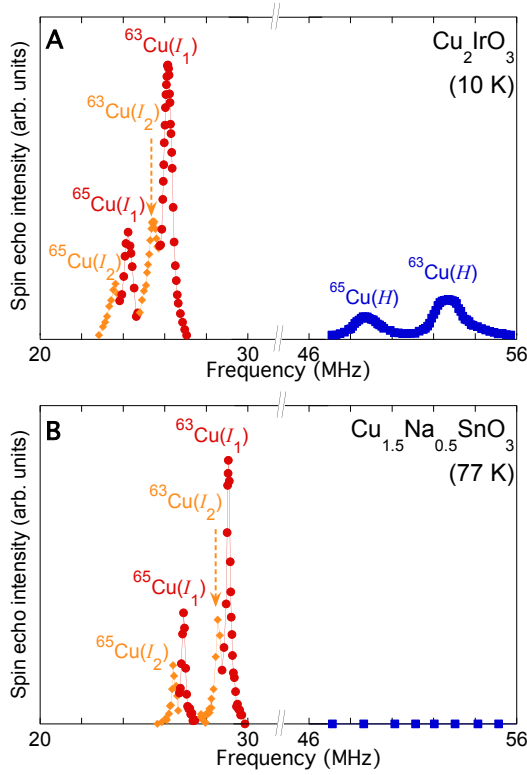 A
Cu2IrO3
(10 K)
63Cu(I1)
63Cu(I2)
65Cu(I1)
65Cu(I2)
65Cu(H)
63Cu(H)
Spin echo intensity (arb. units)
20
30
46
56
Frequency (MHz)
B
Cu1.5Na0.5SnO3
(77 K)
63Cu(I1)
63Cu(I2)
65Cu(I1)
65Cu(I2)
Spin echo intensity (arb. units)
20
30
46
56
Frequency (MHz)